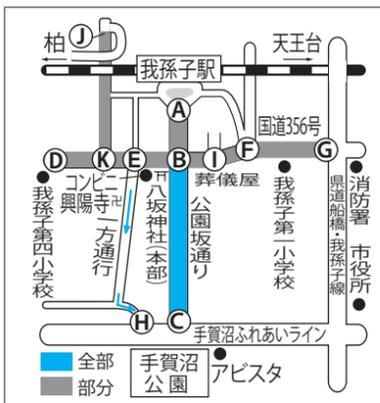 J
柏
天王台
我孫子駅
A
国道356号
D
K
E
B
I
F
G
コンビニ
興陽寺卍
八坂神社(本部)
葬儀屋
我孫子第四小学校
一方通行
公園坂通り
我孫子第一小学校
県道船橋・我孫子線
消防署
市役所
H
C
手賀沼ふれあいライン
全部
部分
手賀沼
公園
アビスタ